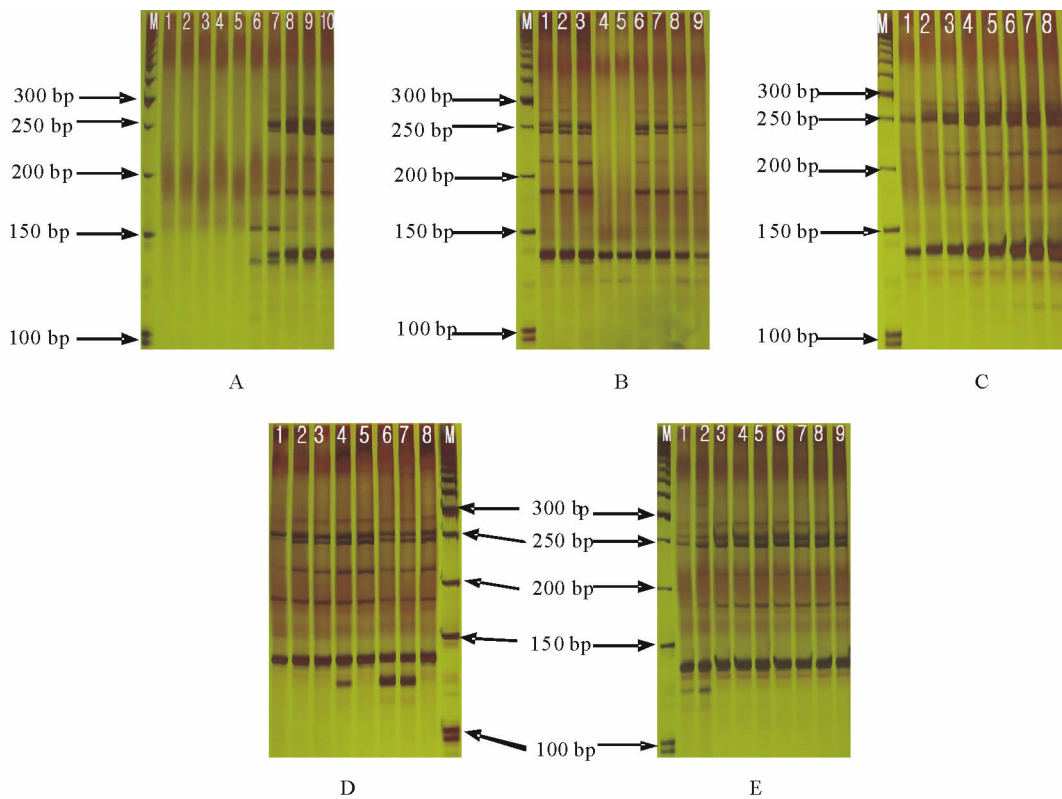 M 1 2 3 4 5 6 7 8 9 10
300 bp
250 bp
200 bp
150 bp
100 bp
A
M 1 2 3 4 5 6 7 8 9
300 bp
250 bp
200 bp
150 bp
100 bp
B
M 1 2 3 4 5 6 7 8
300 bp
250 bp
200 bp
150 bp
100 bp
C
1 2 3 4 5 6 7 8 M
300 bp
250 bp
200 bp
150 bp
100 bp
D
M 1 2 3 4 5 6 7 8 9
E